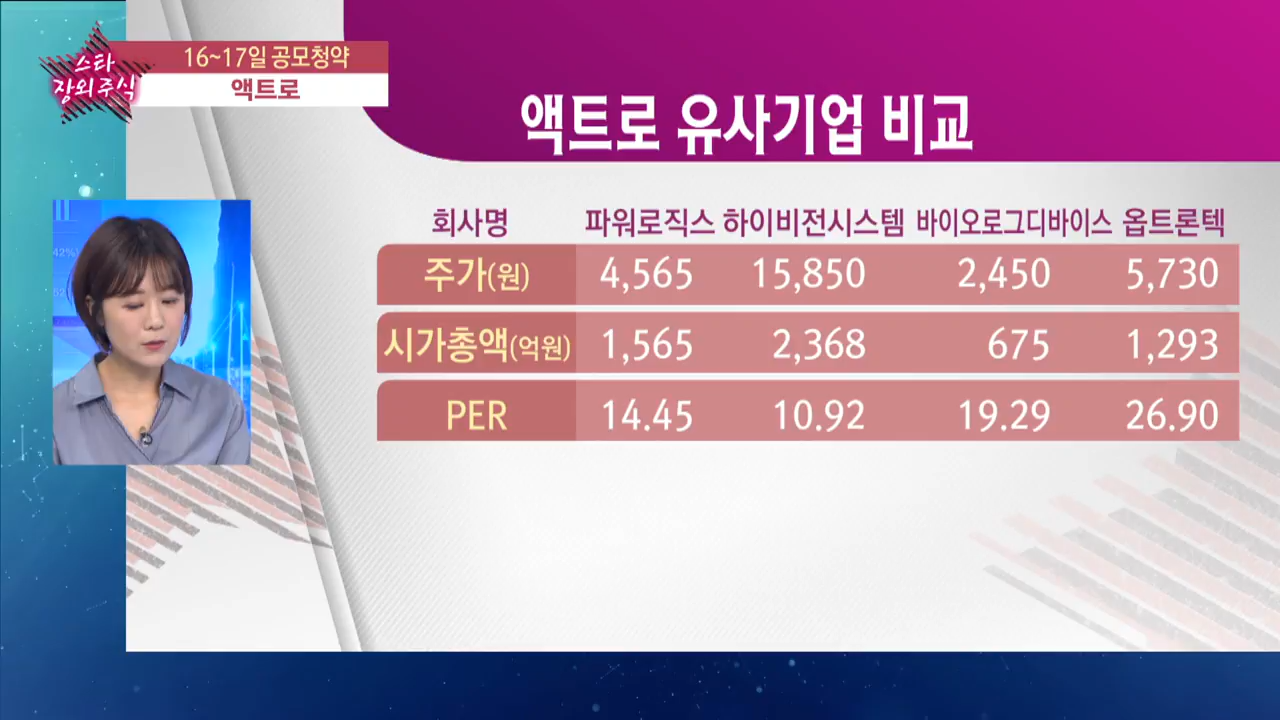 스타
장외주식
16~17일 공모청약
액트로
액트로 유사기업 비교
회사명 파워로직스 하이비전시스템 바이오로그디바이스 옵트론텍
주가(원) 4,565 15,850 2,450 5,730
시가총액(억원) 1,565 2,368 675 1,293
PER 14.45 10.92 19.29 26.90